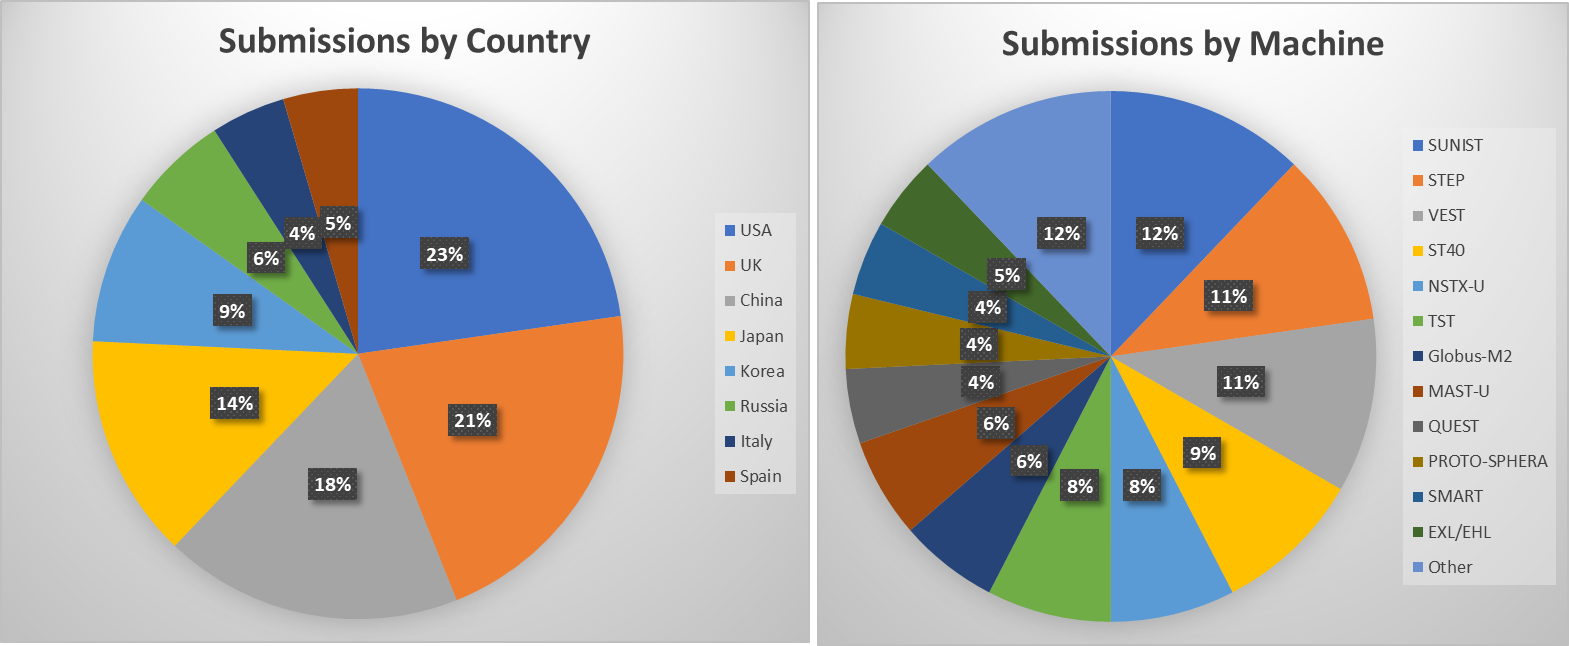 Submissions by Country
23%
21%
18%
14%
9%
6%
4%
5%
USA
UK
China
Japan
Korea
Russia
Italy
Spain
Submissions by Machine
12%
11%
11%
9%
8%
8%
6%
6%
4%
4%
4%
5%
12%
SUNIST
STEP
VEST
ST40
NSTX-U
TST
Globus-M2
MAST-U
QUEST
PROTO-SPHERA
SMART
EXL/EHL
Other